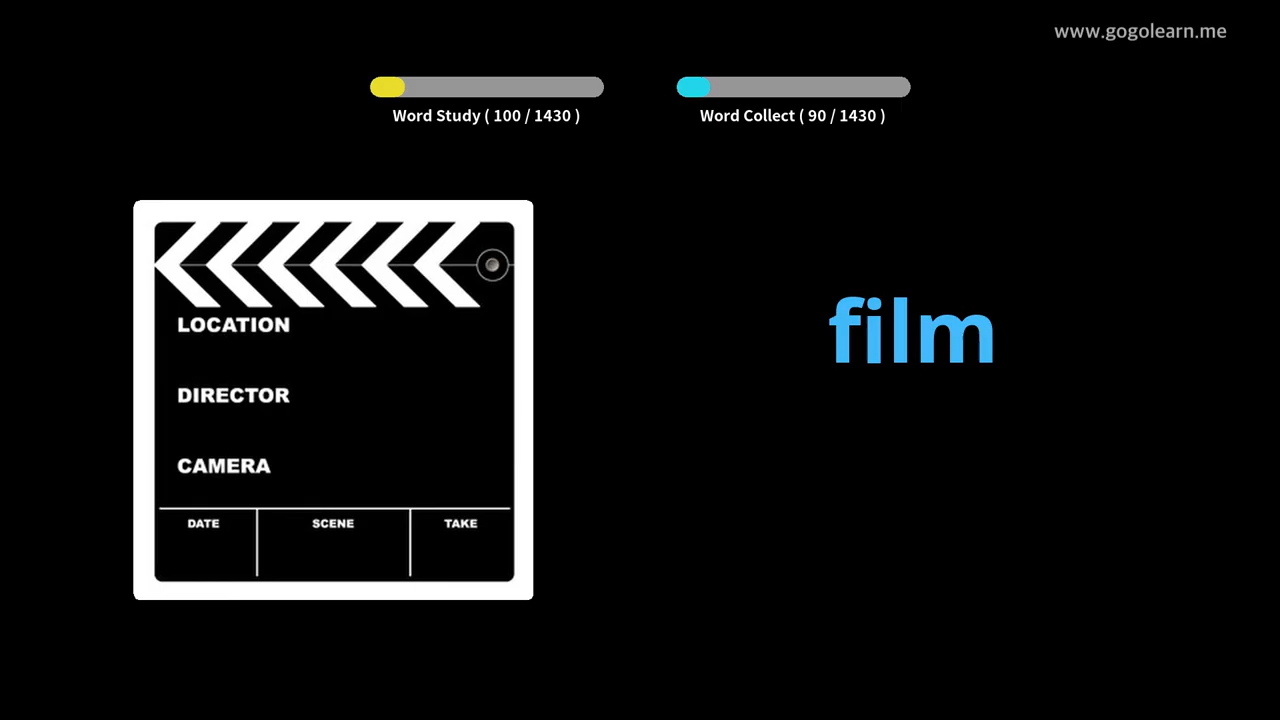 www.gogolearn.me
Word Study ( 100 / 1430 )
Word Collect ( 90 / 1430 )
LOCATION
DIRECTOR
CAMERA
DATE
SCENE
TAKE
film